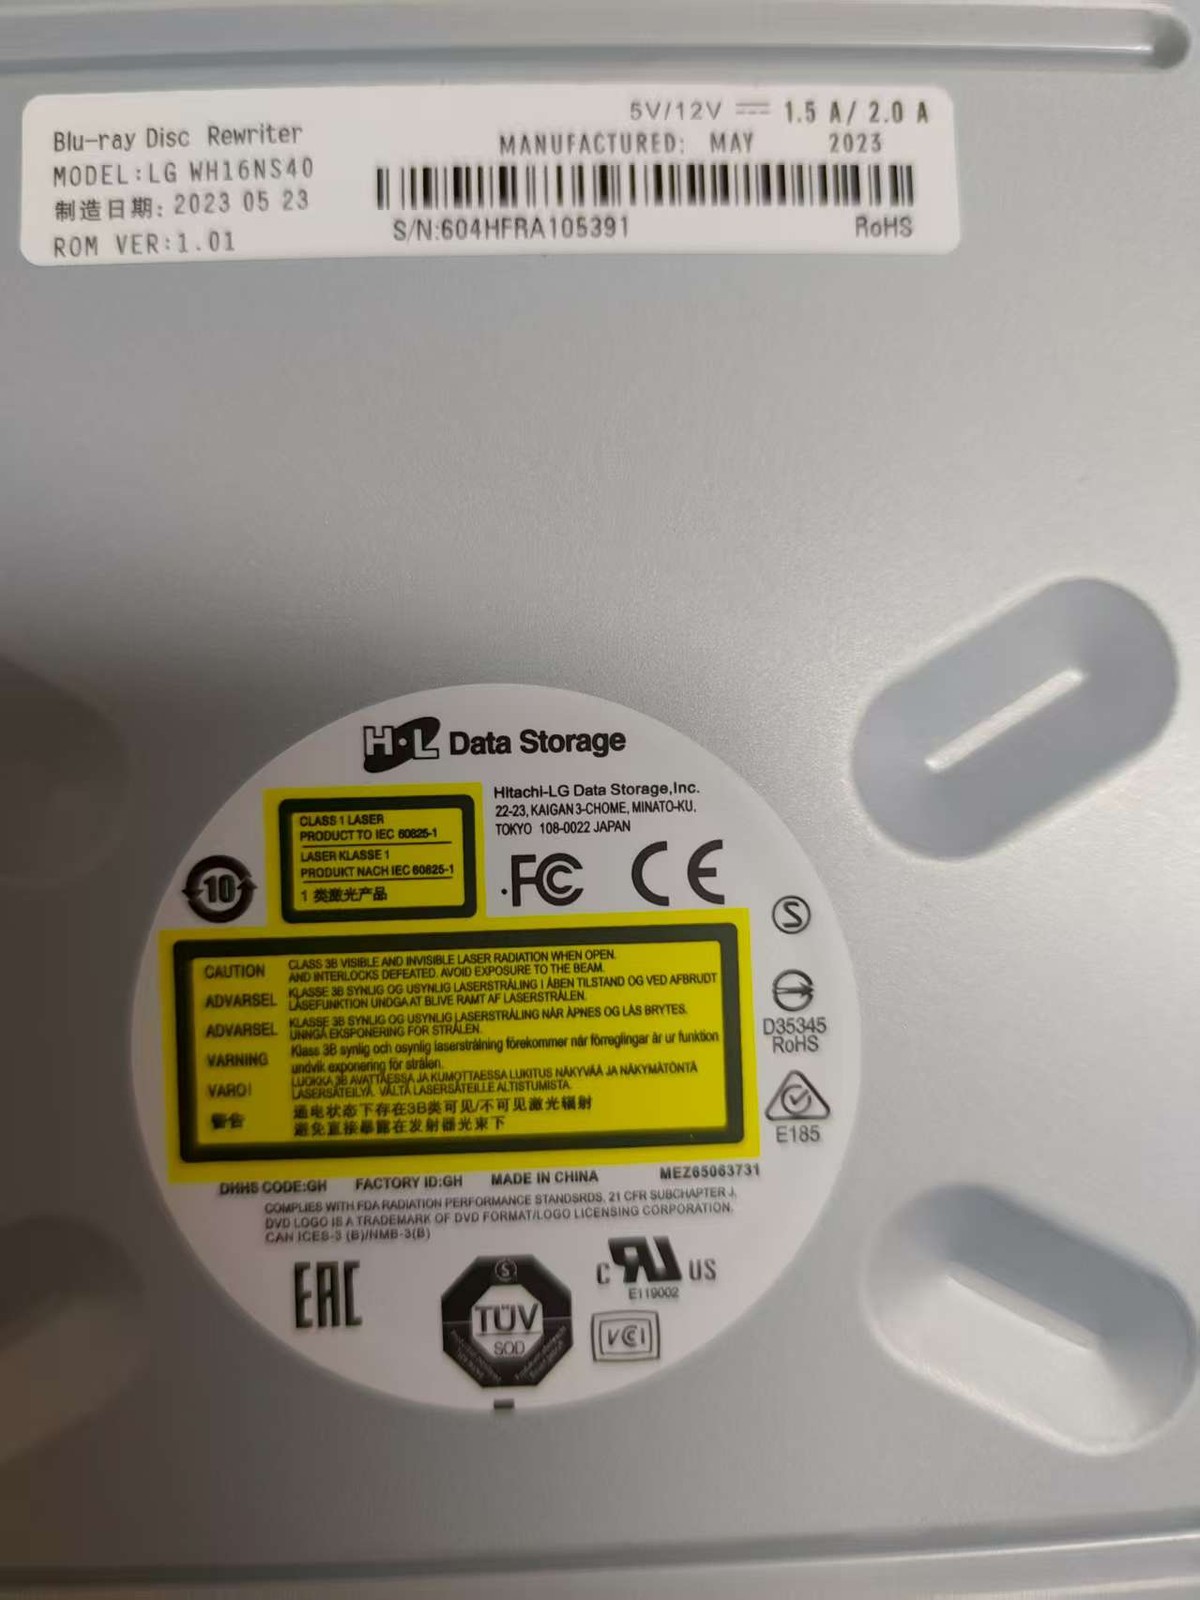 Blu-ray Disc Rewriter
MODEL:LG WH16NS40
制造日期: 2023 05 23
ROM VER:1.01
5V/12V ⎓ 1.5 A/ 2.0 A
MANUFACTURED: MAY 2023
S/N:604HFRA105391
RoHS
H·L Data Storage
Hitachi-LG Data Storage,Inc.
22-23, KAIGAN 3-CHOME, MINATO-KU,
TOKYO 108-0022 JAPAN
CLASS 1 LASER
PRODUCT TO IEC 60825-1
LASER KLASSE 1
PRODUKT NACH IEC 60825-1
1 类激光产品
10
FC CE
S
D35345
RoHS
E185
CAUTION CLASS 3B VISIBLE AND INVISIBLE LASER RADIATION WHEN OPEN.
AND INTERLOCKS DEFEATED. AVOID EXPOSURE TO THE BEAM.
ADVARSEL KLASSE 3B SYNLIG OG USYNLIG LASERSTRÅLING I ÅBEN TILSTAND OG VED AFBRUDT
LÅSEFUNKTION UNDGA AT BLIVE RAMT AF LASERSTRÅLEN.
ADVARSEL KLASSE 3B SYNLIG OG USYNLIG LASERSTRÅLING NÅR ÅPNES OG LÅS BRYTES.
UNNGÅ EKSPONERING FOR STRÅLEN.
VARNING Klass 3B synlig och osynlig laserstrålning förekommer når förreglingar år ur funktion
undvik exponering för strålen.
VARO! LUOKKA 3B AVATTAESSA JA KUMOTTAESSA LUKITUS NÄKYVÄÄ JA NÄKYMÄTÖNTÄ
LASERSÄTEILYÄ. VÄLTÄ LASERSÄTEILLE ALTISTUMISTA.
警告 通电状态下存在3B类可见/不可见激光辐射
避免直接暴露在发射器光束下
DHHS CODE:GH FACTORY ID:GH MADE IN CHINA MEZ65063731
COMPLIES WITH FDA RADIATION PERFORMANCE STANDSRDS, 21 CFR SUBCHAPTER J.
DVD LOGO IS A TRADEMARK OF DVD FORMAT/LOGO LICENSING CORPORATION.
CAN ICES-3 (B)/NMB-3(B)
EAC
S
TÜV
SÜD
C US
E119002
VCI